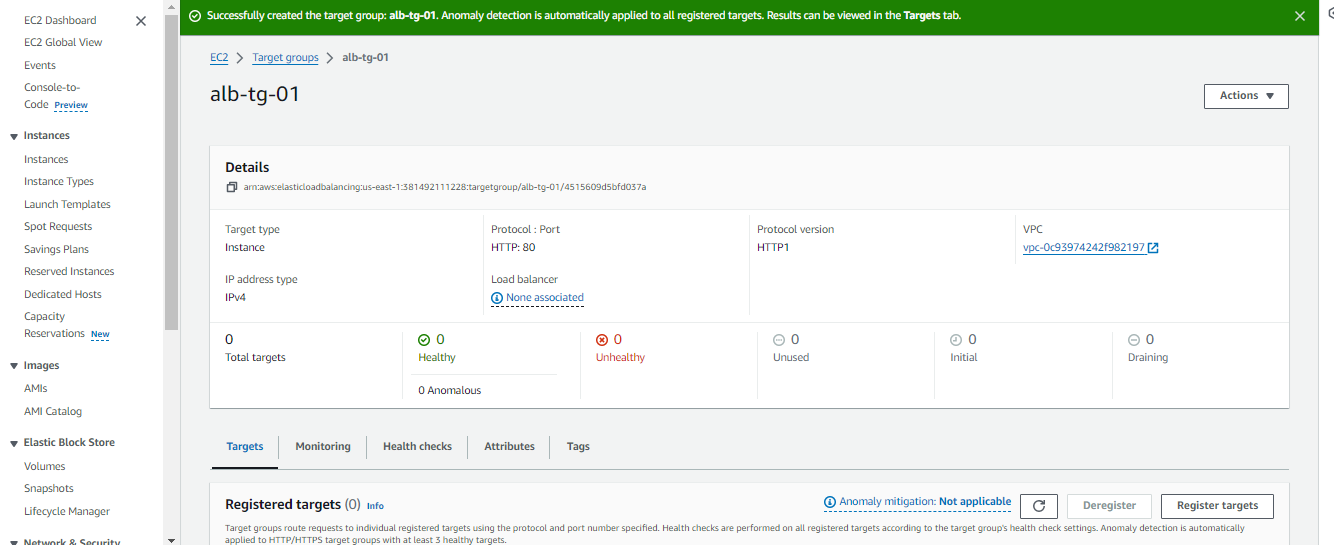 Successfully created the target group: alb-tg-01. Anomaly detection is automatically applied to all registered targets. Results can be viewed in the Targets tab.
EC2 Dashboard
EC2 Global View
Events
Console-to-
Code Preview
Instances
Instances
Instance Types
Launch Templates
Spot Requests
Savings Plans
Reserved Instances
Dedicated Hosts
Capacity
Reservations New
Images
AMIs
AMI Catalog
Elastic Block Store
Volumes
Snapshots
Lifecycle Manager
Network & Security
EC2 > Target groups > alb-tg-01
alb-tg-01
Actions
Details
arn:aws:elasticloadbalancing:us-east-1:381492111228:targetgroup/alb-tg-01/4515609d5bfd037a
Target type
Instance
Protocol : Port
HTTP: 80
Protocol version
HTTP1
VPC
vpc-0c93974242f982197
IP address type
IPv4
Load balancer
None associated
0
Total targets
0
Healthy
0 Anomalous
0
Unhealthy
0
Unused
0
Initial
0
Draining
Targets
Monitoring
Health checks
Attributes
Tags
Registered targets (0) Info
Anomaly mitigation: Not applicable
Deregister
Register targets
Target groups route requests to individual registered targets using the protocol and port number specified. Health checks are performed on all registered targets according to the target group's health check settings. Anomaly detection is automatically
applied to HTTP/HTTPS target groups with at least 3 healthy targets.